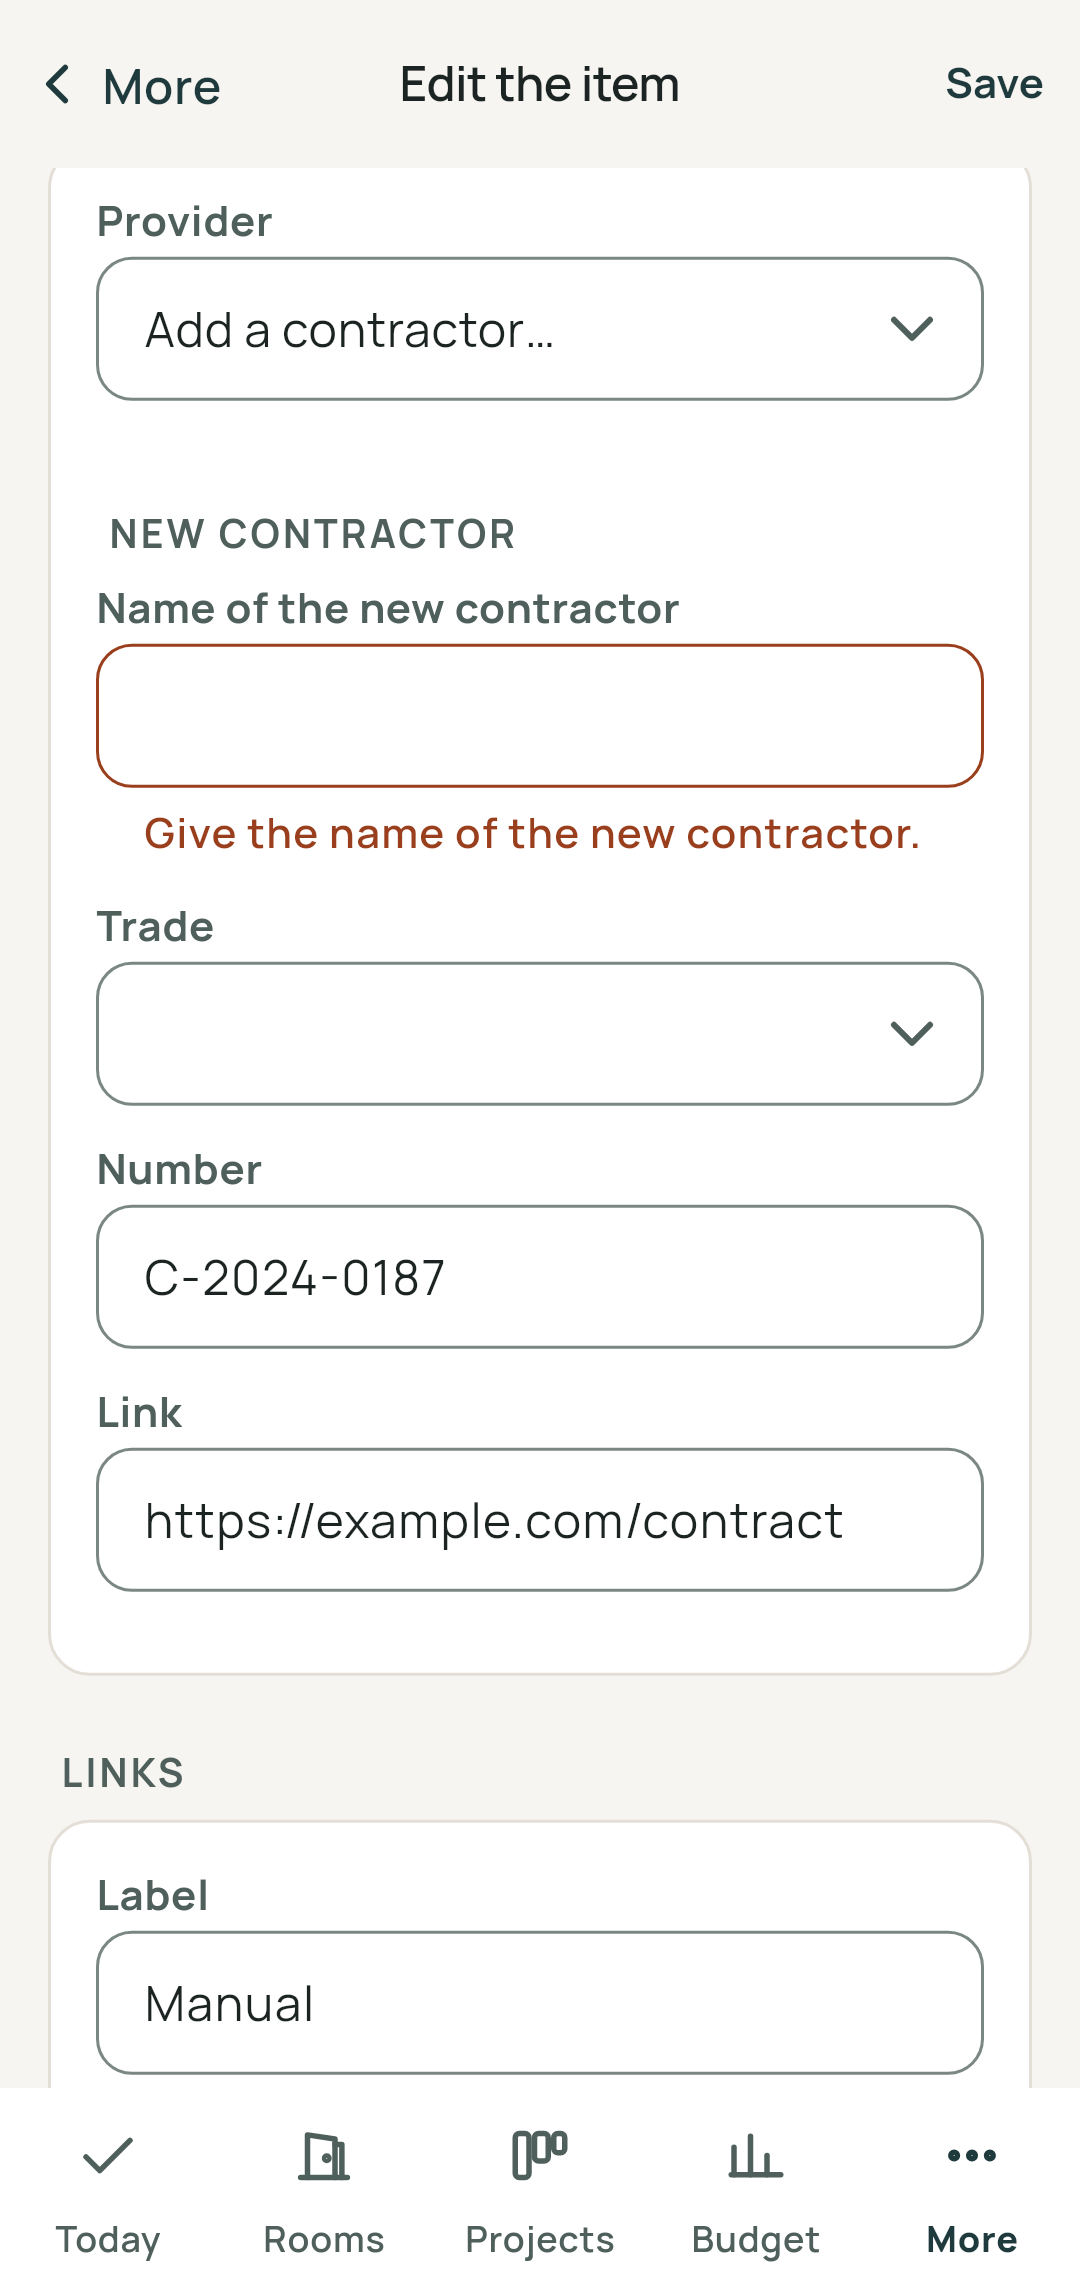 More
Edit the item
Save
Provider
Add a contractor...
NEW CONTRACTOR
Name of the new contractor
Give the name of the new contractor.
Trade
Number
C-2024-0187
Link
https://example.com/contract
LINKS
Label
Manual
Today
Rooms
Projects
Budget
More